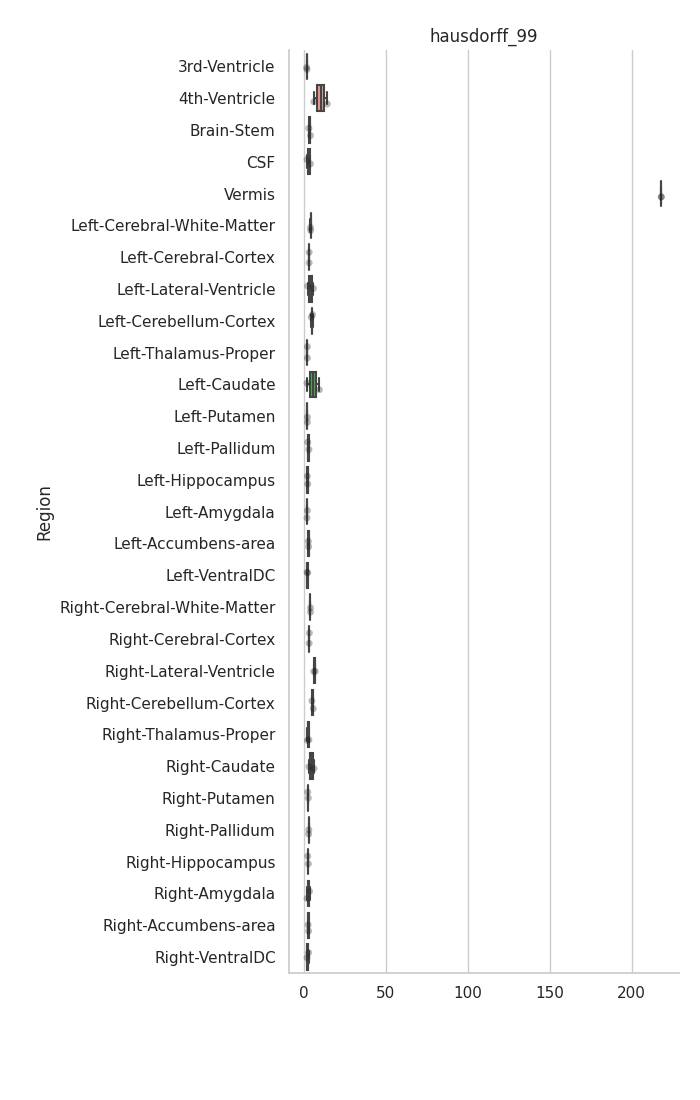 hausdorff_99
3rd-Ventricle
4th-Ventricle
Brain-Stem
CSF
Vermis
Left-Cerebral-White-Matter
Left-Cerebral-Cortex
Left-Lateral-Ventricle
Left-Cerebellum-Cortex
Left-Thalamus-Proper
Left-Caudate
Left-Putamen
Left-Pallidum
Left-Hippocampus
Region
Left-Amygdala
Left-Accumbens-area
Left-VentralDC
Right-Cerebral-White-Matter
Right-Cerebral-Cortex
Right-Lateral-Ventricle
Right-Cerebellum-Cortex
Right-Thalamus-Proper
Right-Caudate
Right-Putamen
Right-Pallidum
Right-Hippocampus
Right-Amygdala
Right-Accumbens-area
Right-VentralDC
0 50 100 150 200